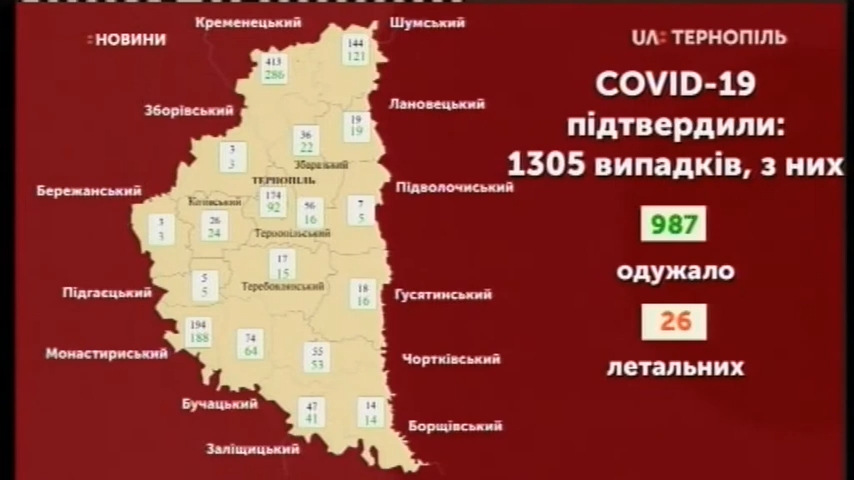 Кременецький
Шумський
:НОВИНИ
UA: ТЕРНОПІЛЬ
144
121
413
286
COVID-19
підтвердили:
1305 випадків, з них
Зборівський
Лановецький
19
19
36
22
3
3
Збаразький
ТЕРНОПІЛЬ
Бережанський
Підволочиський
174
92
56
16
7
5
Козівський
26
24
3
3
Тернопільський
987
одужало
17
15
5
5
Теребовлянський
18
16
Підгаєцький
Гусятинський
26
летальних
194
188
74
64
55
53
Монастириський
Чортківський
Бучацький
47
41
14
14
Борщівський
Заліщицький